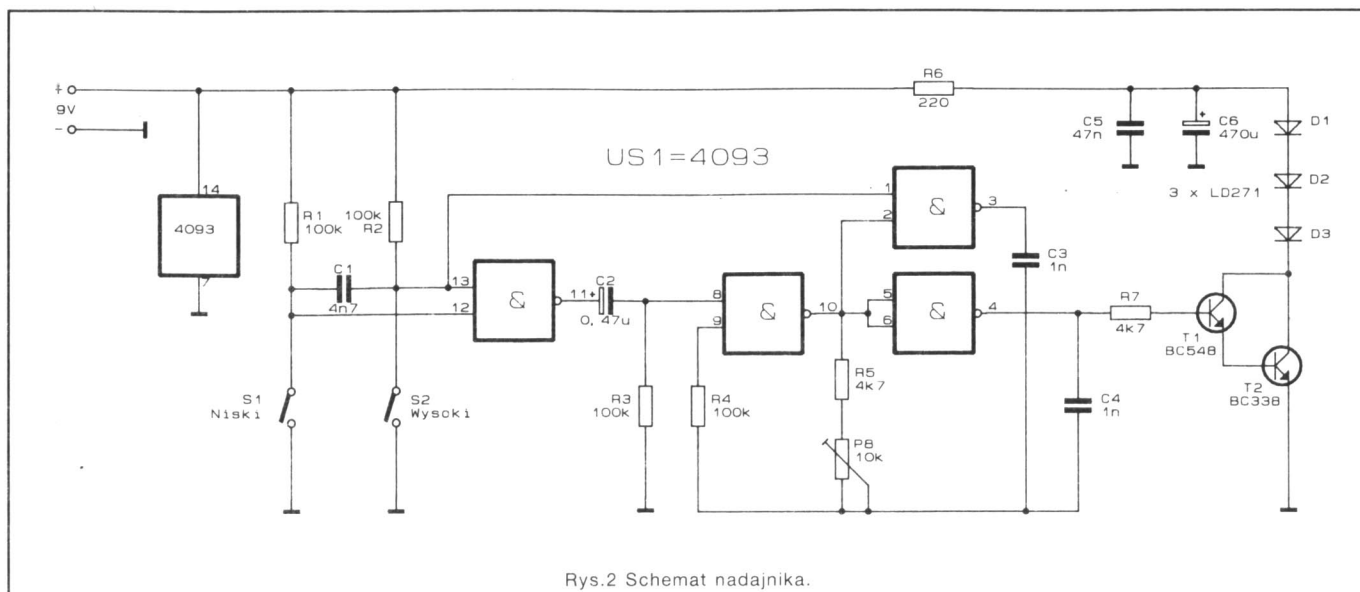 +
9V
-
14
4093
7
R1
100k
100k
R2
C1
4n7
S1
Niski
S2
Wysoki
13
12
&
11
+
C2
0,47u
R3
100k
R4
100k
8
9
&
10
US1=4093
R6
220
1
2
&
3
5
6
&
4
R5
4k7
P8
10k
C3
1n
C4
1n
R7
4k7
C5
47n
+
C6
470u
D1
D2
3 x LD271
D3
T1
BC548
T2
BC338
Rys.2 Schemat nadajnika.